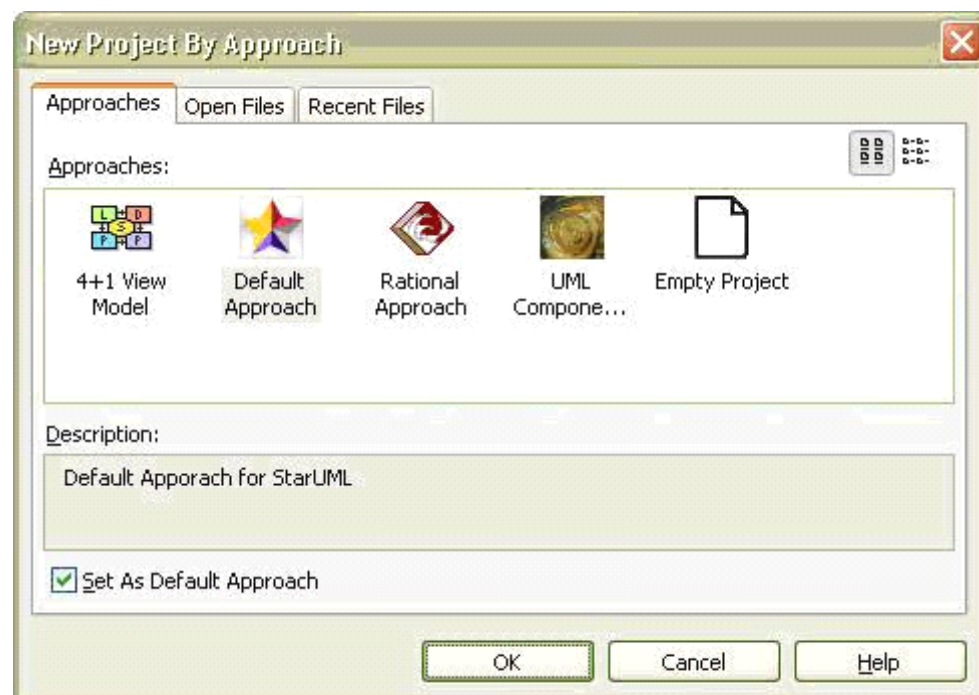 New Project By Approach
Approaches
Open Files
Recent Files
Approaches:
L D
S
P P
4+1 View
Model
Default
Approach
Rational
Approach
UML
Compone...
Empty Project
Description:
Default Apporach for StarUML
Set As Default Approach
OK
Cancel
Help